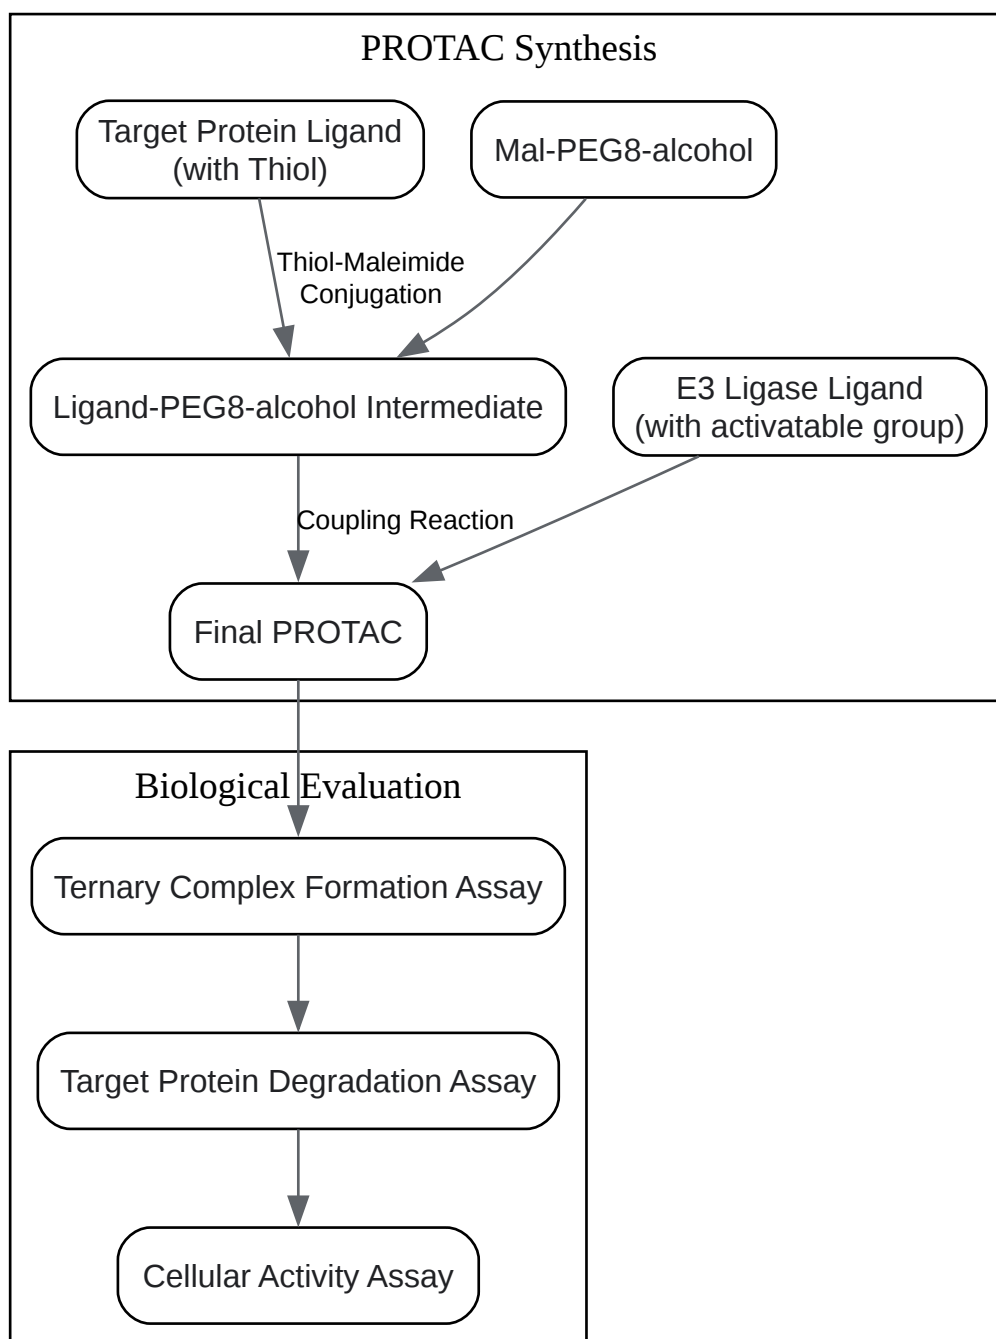 PROTAC Synthesis
Target Protein Ligand
(with Thiol)
Mal-PEG8-alcohol
Thiol-Maleimide
Conjugation
Ligand-PEG8-alcohol Intermediate
E3 Ligase Ligand
(with activatable group)
Coupling Reaction
Final PROTAC
Biological Evaluation
Ternary Complex Formation Assay
Target Protein Degradation Assay
Cellular Activity Assay